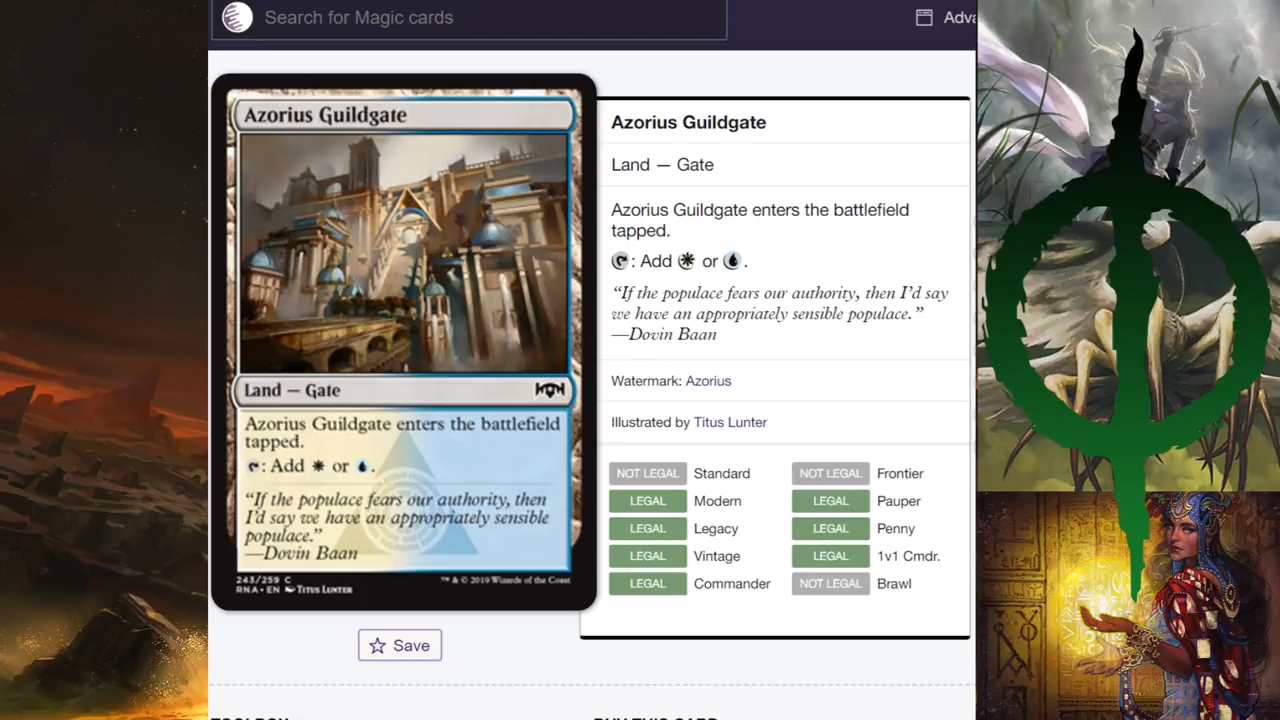 Search for Magic cards
Adva
Azorius Guildgate
Land — Gate
Azorius Guildgate enters the battlefield
tapped.
: Add or .
“If the populace fears our authority, then
I’d say we have an appropriately sensible
populace.”
—Dovin Baan
243/259 C
RNA • EN Titus Lunter
™ & © 2019 Wizards of the Coast
Save
Azorius Guildgate
Land — Gate
Azorius Guildgate enters the battlefield
tapped.
: Add or .
“If the populace fears our authority, then I’d say
we have an appropriately sensible populace.”
—Dovin Baan
Watermark: Azorius
Illustrated by Titus Lunter
NOT LEGAL Standard NOT LEGAL Frontier
LEGAL Modern LEGAL Pauper
LEGAL Legacy LEGAL Penny
LEGAL Vintage LEGAL 1v1 Cmdr.
LEGAL Commander NOT LEGAL Brawl
TOOLBOX
BUY THIS CARD